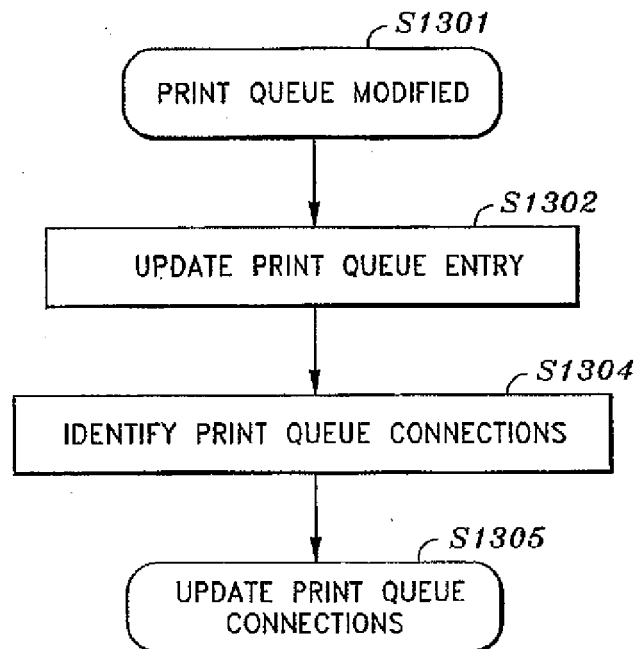 S1301
PRINT QUEUE MODIFIED
S1302
UPDATE PRINT QUEUE ENTRY
S1304
IDENTIFY PRINT QUEUE CONNECTIONS
S1305
UPDATE PRINT QUEUE
CONNECTIONS